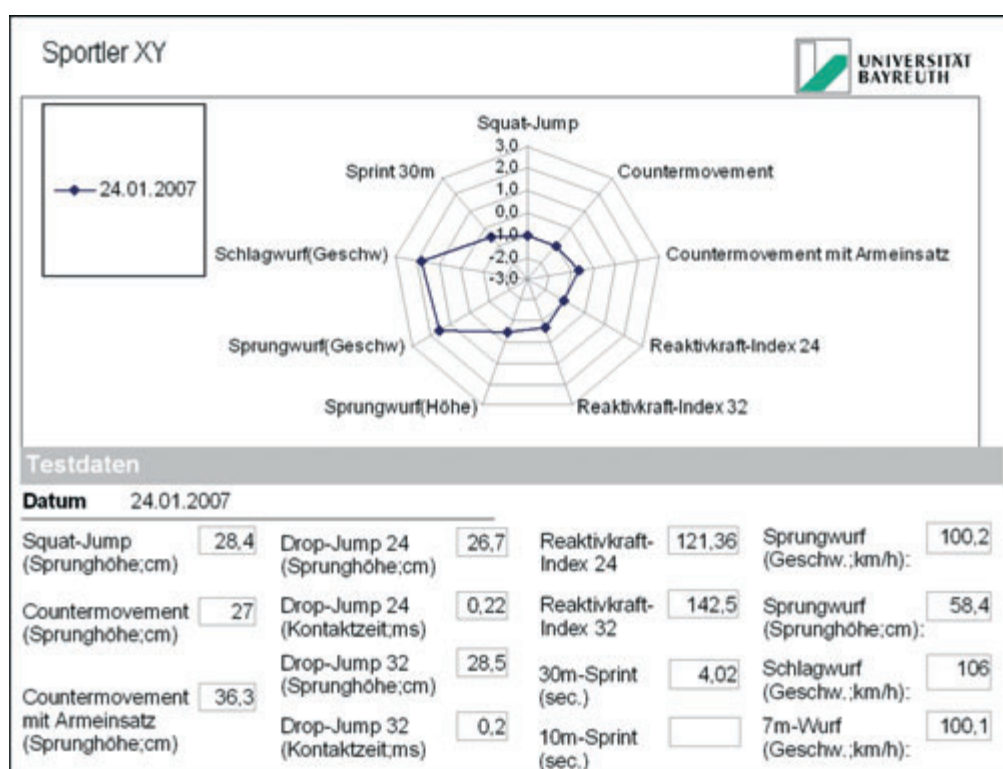 Sportler XY
UNIVERSITÄT
BAYREUTH
24.01.2007
Squat-Jump
3,0
2,0
1,0
0,0
-1,0
-2,0
-3,0
Sprint 30m
Countermovement
Schlagwurf(Geschw)
Countermovement mit Armeinsatz
Sprungwurf(Geschw)
Reaktivkraft-Index 24
Sprungwurf(Höhe)
Reaktivkraft-Index 32
Testdaten
Datum 24.01.2007
Squat-Jump
(Sprunghöhe;cm)
28,4
Countermovement
(Sprunghöhe;cm)
27
Countermovement
mit Armeinsatz
(Sprunghöhe;cm)
36,3
Drop-Jump 24
(Sprunghöhe;cm)
26,7
Drop-Jump 24
(Kontaktzeit;ms)
0,22
Drop-Jump 32
(Sprunghöhe;cm)
28,5
Drop-Jump 32
(Kontaktzeit;ms)
0,2
Reaktivkraft-
Index 24
121,36
Reaktivkraft-
Index 32
142,5
30m-Sprint
(sec.)
4,02
10m-Sprint
(sec.)
Sprungwurf
(Geschw.;km/h):
100,2
Sprungwurf
(Sprunghöhe;cm):
58,4
Schlagwurf
(Geschw.;km/h):
106
7m-Wurf
(Geschw.;km/h):
100,1